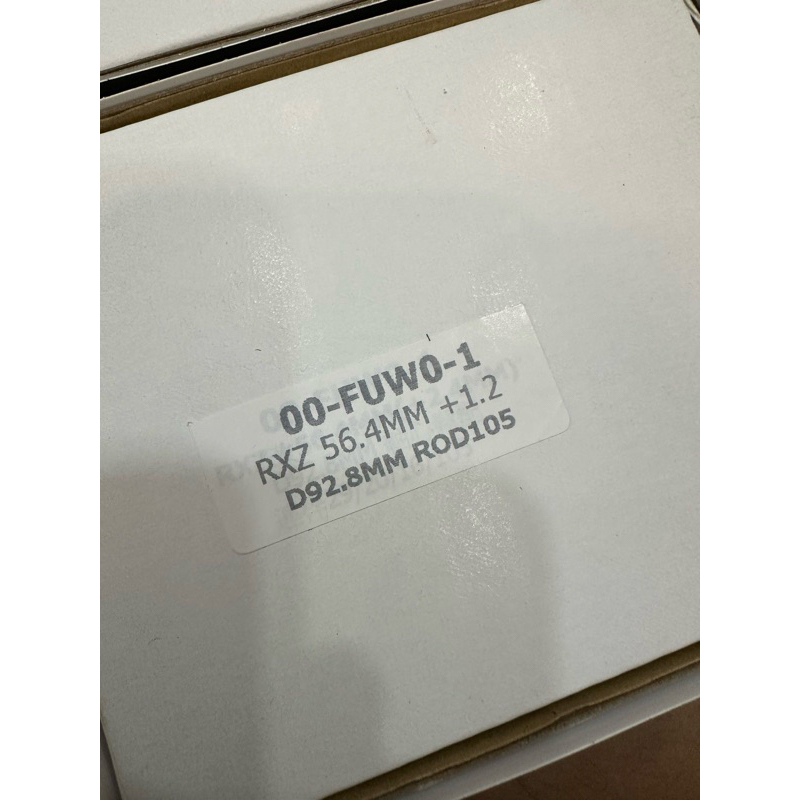 00-FUW0-1
RXZ 56.4MM +1.2
D92.8MM ROD105